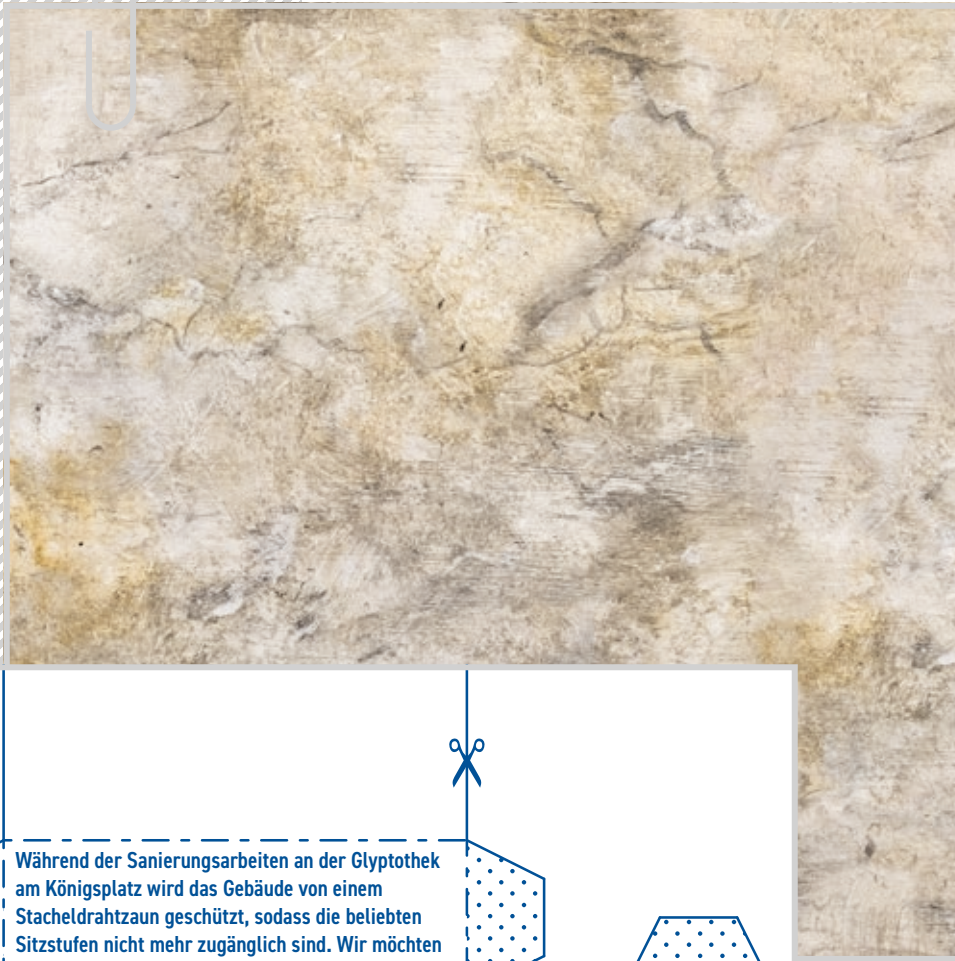 Während der Sanierungsarbeiten an der Glyptothek
am Königsplatz wird das Gebäude von einem
Stacheldrahtzaun geschützt, sodass die beliebten
Sitzstufen nicht mehr zugänglich sind. Wir möchten